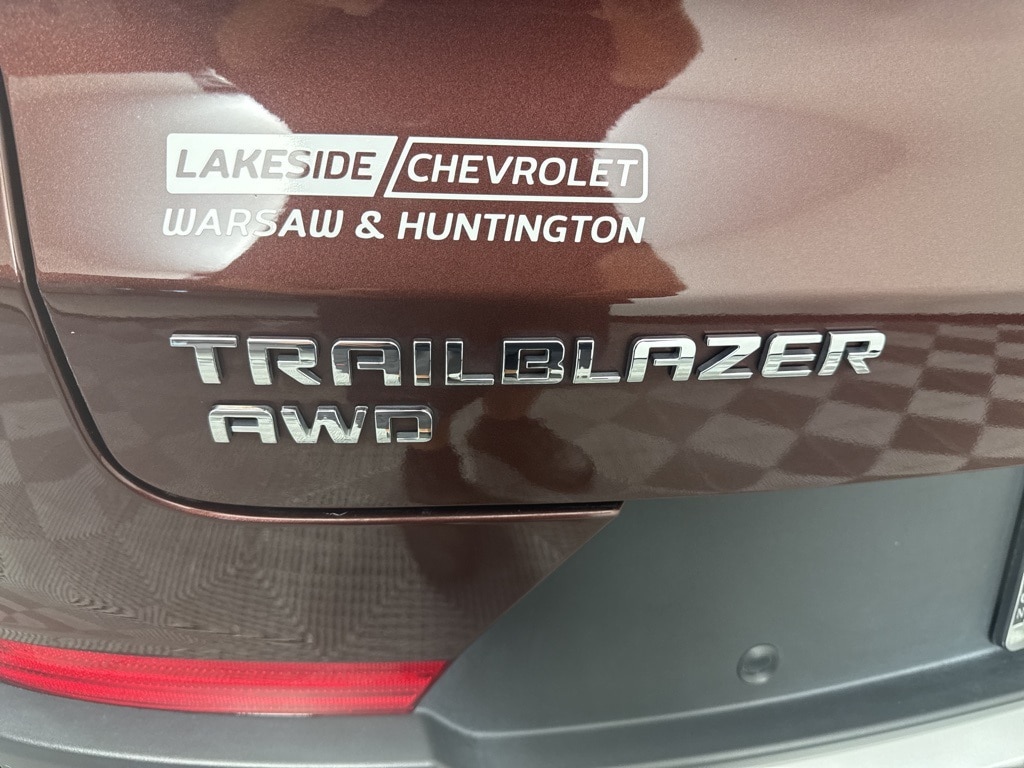 LAKESIDE CHEVROLET
WARSAW & HUNTINGTON
TRAILBLAZER
AWD